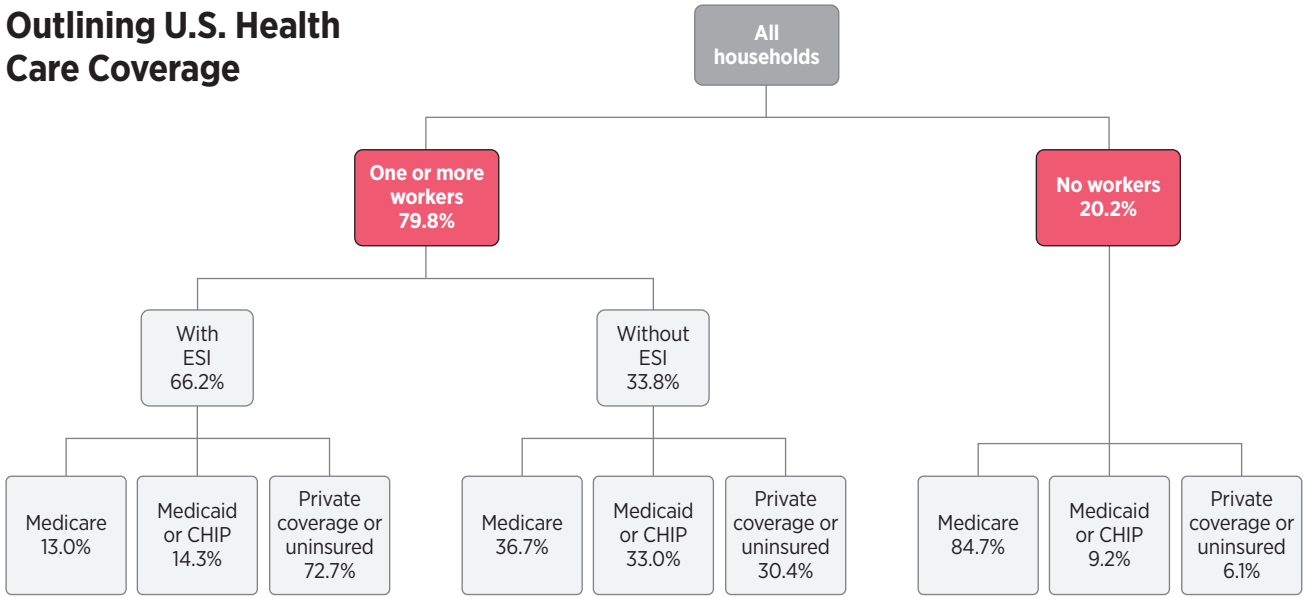 Outlining U.S. Health
Care Coverage
All
households
One or more
workers
79.8%
No workers
20.2%
With
ESI
66.2%
Without
ESI
33.8%
Medicare
13.0%
Medicaid
or CHIP
14.3%
Private
coverage or
uninsured
72.7%
Medicare
36.7%
Medicaid
or CHIP
33.0%
Private
coverage or
uninsured
30.4%
Medicare
84.7%
Medicaid
or CHIP
9.2%
Private
coverage or
uninsured
6.1%